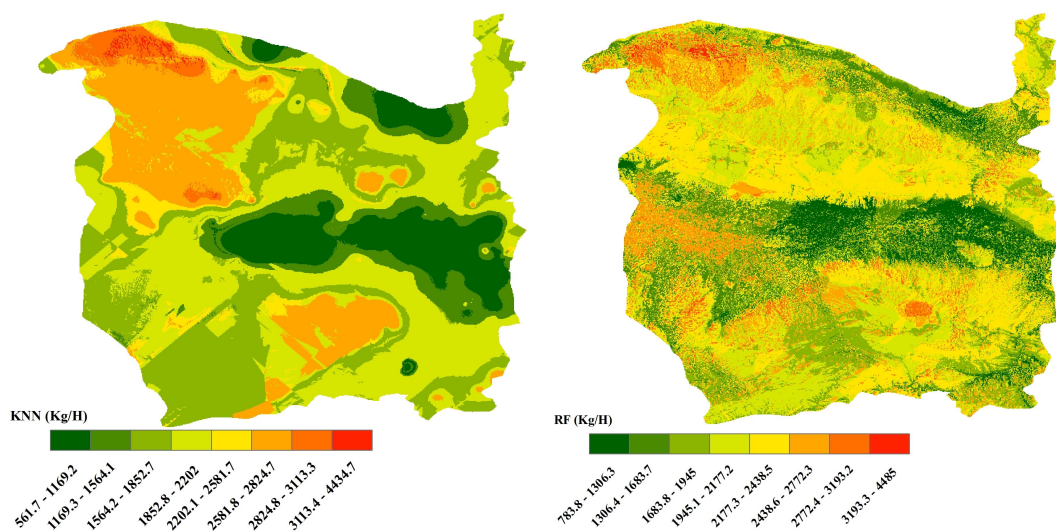 KNN (Kg/H)
561.7 - 1169.2
1169.3 - 1564.1
1564.2 - 1852.7
1852.8 - 2202
2202.1 - 2581.7
2581.8 - 2824.7
2824.8 - 3113.3
3113.4 - 4434.7
RF (Kg/H)
783.8 - 1306.3
1306.4 - 1683.7
1683.8 - 1945
1945.1 - 2177.2
2177.3 - 2438.5
2438.6 - 2772.3
2772.4 - 3193.2
3193.3 - 4485